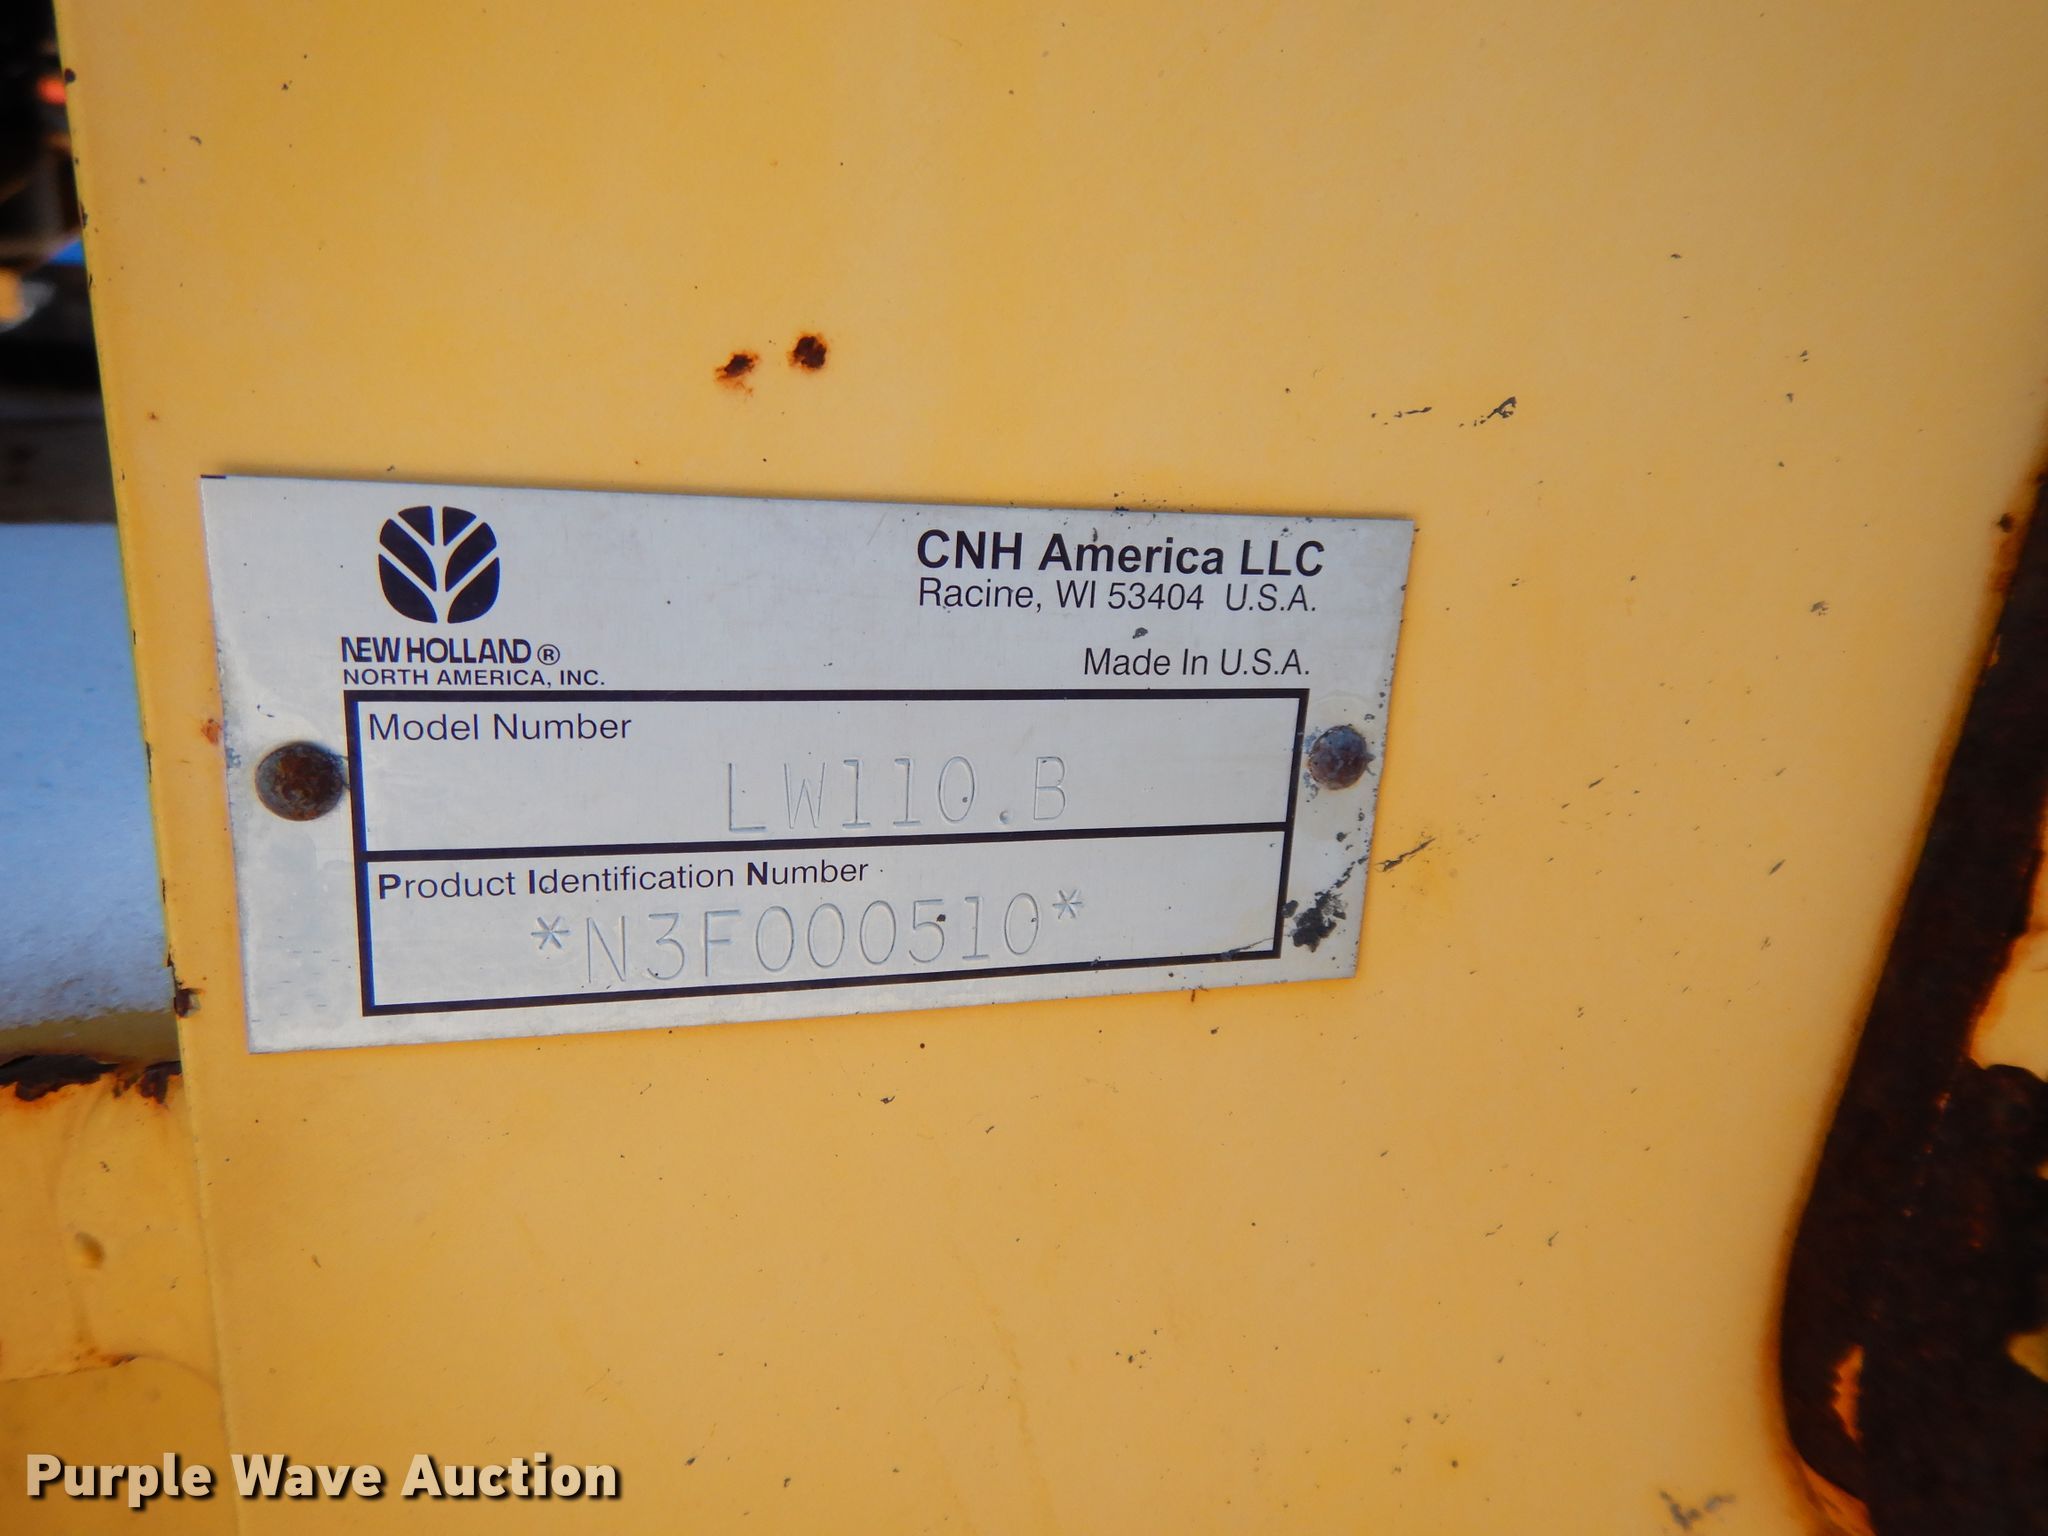 CNH America LLC
Racine, WI 53404 U.S.A.
NEW HOLLAND®
NORTH AMERICA, INC.
Made In U.S.A.
Model Number
LW110.B
Product Identification Number
*N3F000510*
Purple Wave Auction